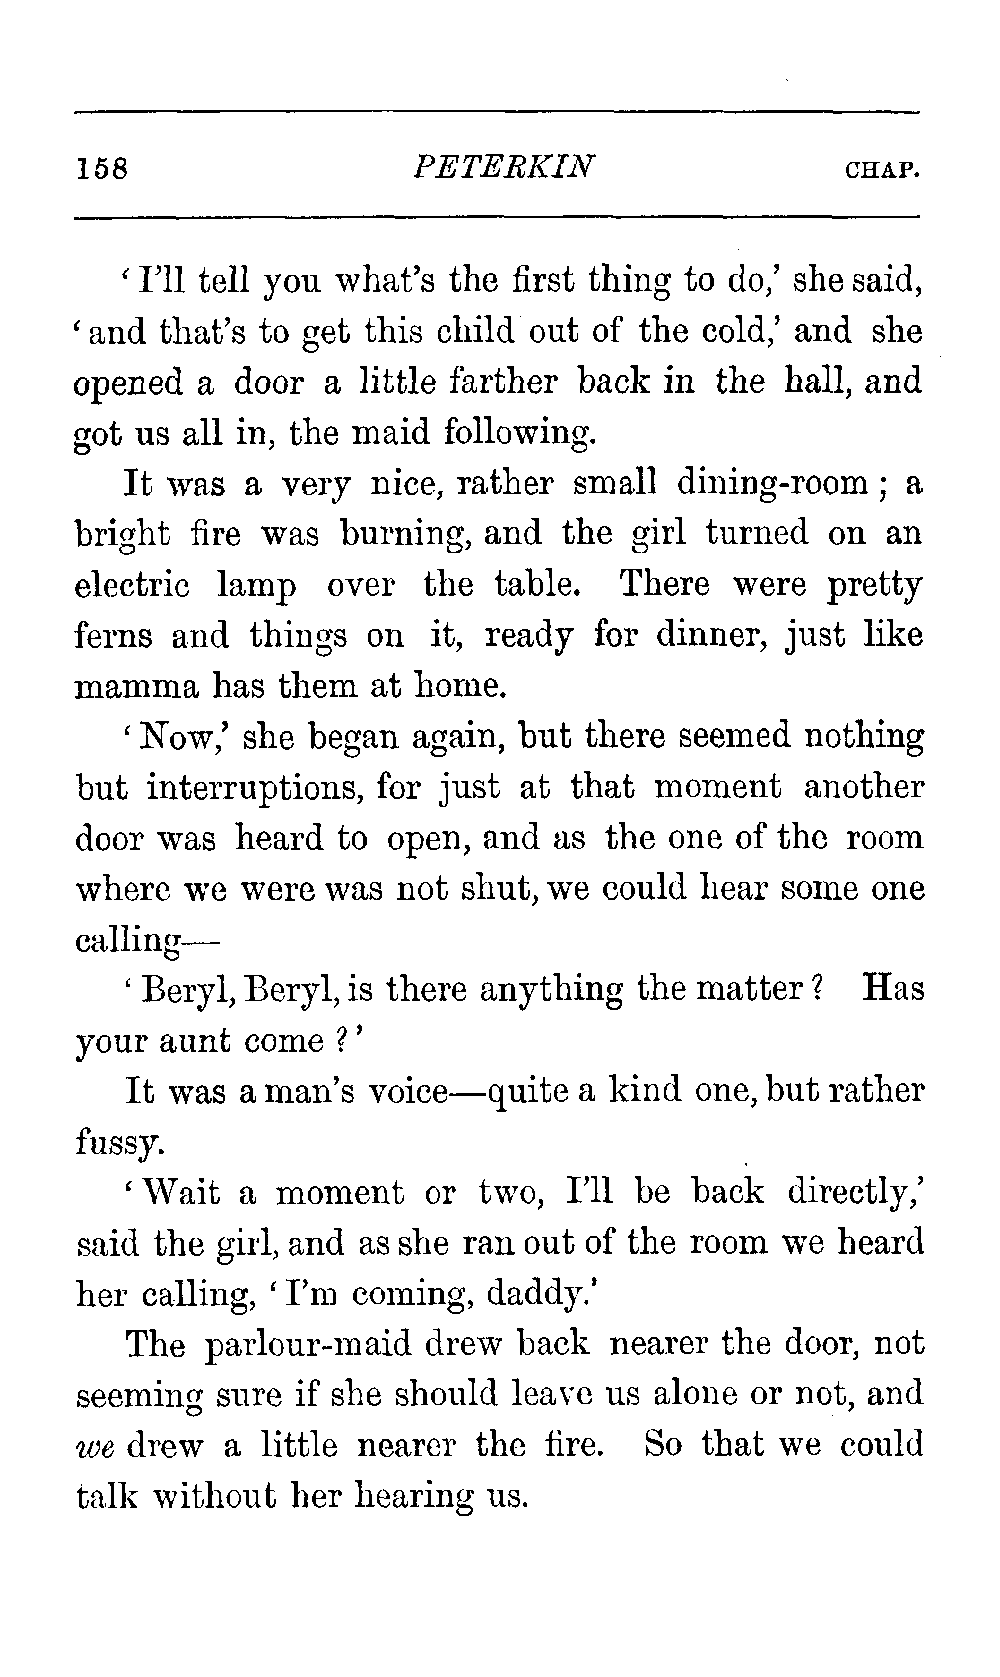 158 PETERKIN CHAP.
‘I’ll tell you what’s the first thing to do,’ she said,
‘and that’s to get this child out of the cold,’ and she
opened a door a little farther back in the hall, and
got us all in, the maid following.
It was a very nice, rather small dining-room; a
bright fire was burning, and the girl turned on an
electric lamp over the table. There were pretty
ferns and things on it, ready for dinner, just like
mamma has them at home.
‘Now,’ she began again, but there seemed nothing
but interruptions, for just at that moment another
door was heard to open, and as the one of the room
where we were was not shut, we could hear some one
calling—
‘Beryl, Beryl, is there anything the matter? Has
your aunt come?’
It was a man’s voice—quite a kind one, but rather
fussy.
‘Wait a moment or two, I’ll be back directly,’
said the girl, and as she ran out of the room we heard
her calling, ‘I’m coming, daddy.’
The parlour-maid drew back nearer the door, not
seeming sure if she should leave us alone or not, and
we drew a little nearer the fire. So that we could
talk without her hearing us.